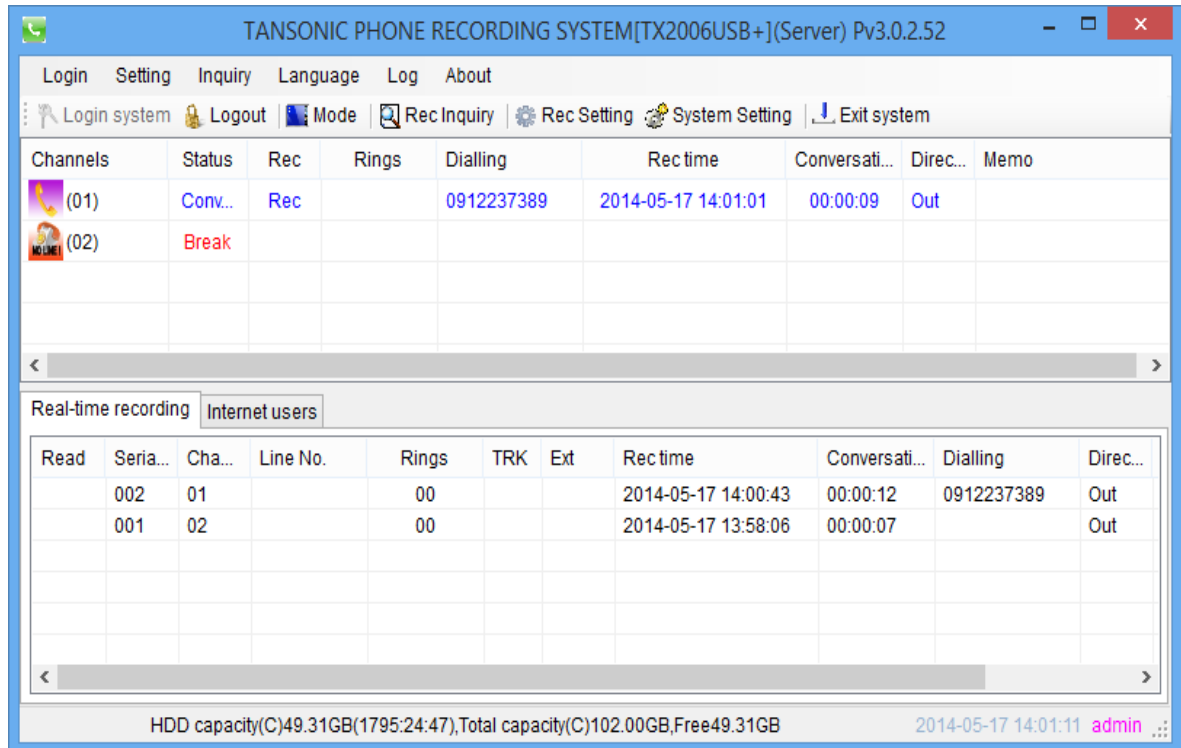 TANSONIC PHONE RECORDING SYSTEM[TX2006USB+](Server) Pv3.0.2.52
Login Setting Inquiry Language Log About
Login system Logout Mode Rec Inquiry Rec Setting System Setting Exit system
Channels Status Rec Rings Dialling Rec time Conversati... Direc... Memo
(01) Conv... Rec 0912237389 2014-05-17 14:01:01 00:00:09 Out
NO LINE! (02) Break
Real-time recording Internet users
Read Seria... Cha... Line No. Rings TRK Ext Rec time Conversati... Dialling Direc...
002 01 00 2014-05-17 14:00:43 00:00:12 0912237389 Out
001 02 00 2014-05-17 13:58:06 00:00:07 Out
HDD capacity(C)49.31GB(1795:24:47),Total capacity(C)102.00GB,Free49.31GB 2014-05-17 14:01:11 admin